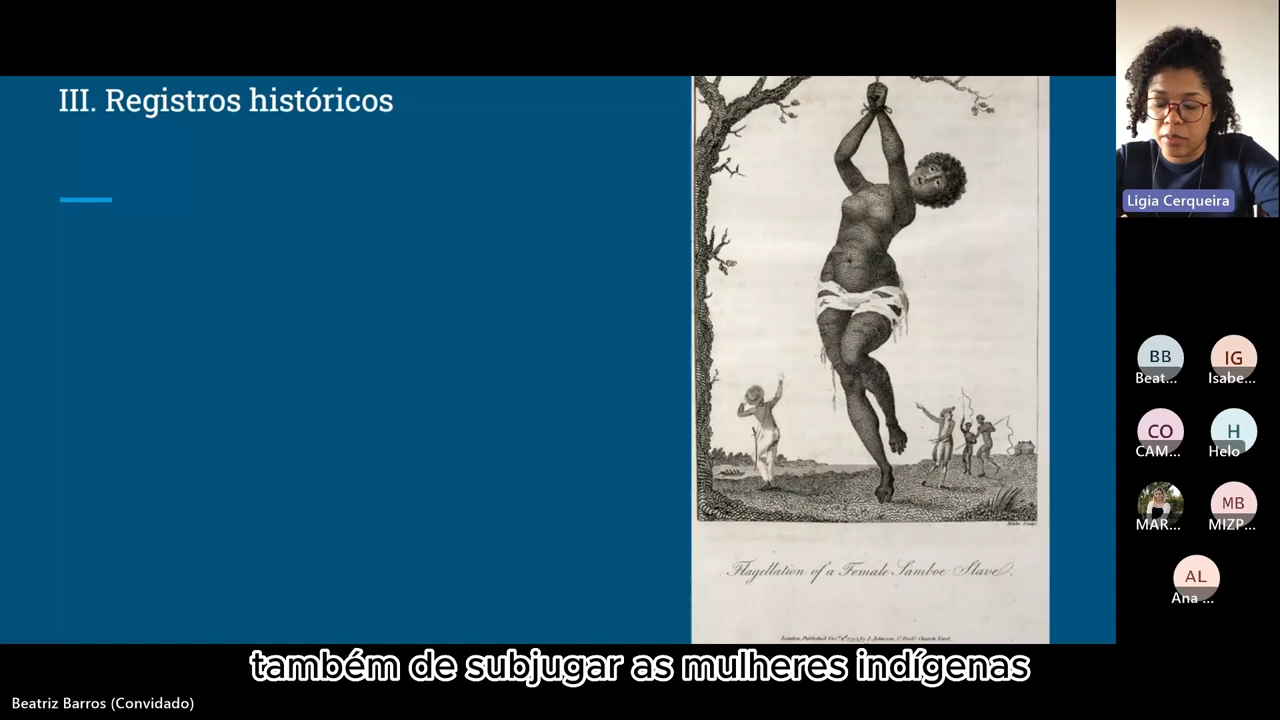 III. Registros históricos
Ligia Cerqueira
BB
Beat...
IG
Isabe...
CO
CAM...
H
Helo
MAR...
MB
MIZP...
AL
Ana ...
Flagellation of a Female Samboe Slave.
London, Published Dec.r by J. Johnson, St. Paul's Church Yard.
também de subjugar as mulheres indígenas
Beatriz Barros (Convidado)